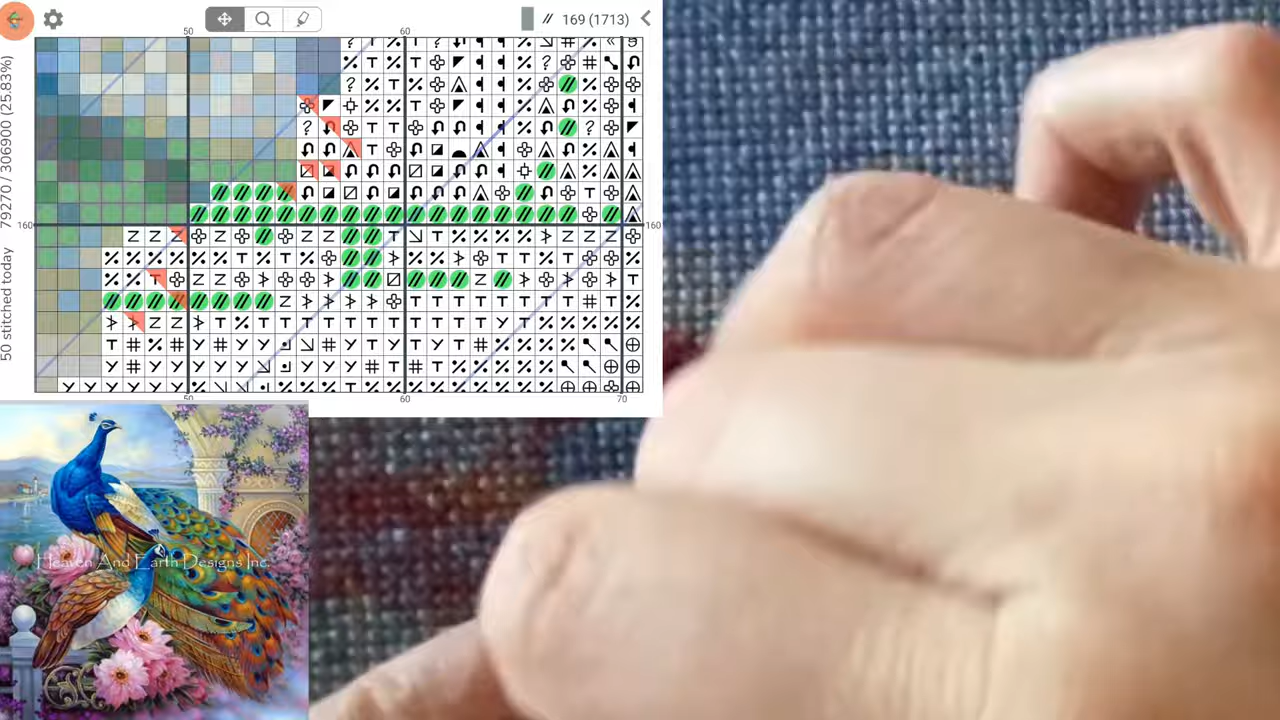 169 (1713)
50 60
50 stitched today 79270 / 306900 (25.83%)
160 160
50 60 70
Heaven And Earth Designs Inc.